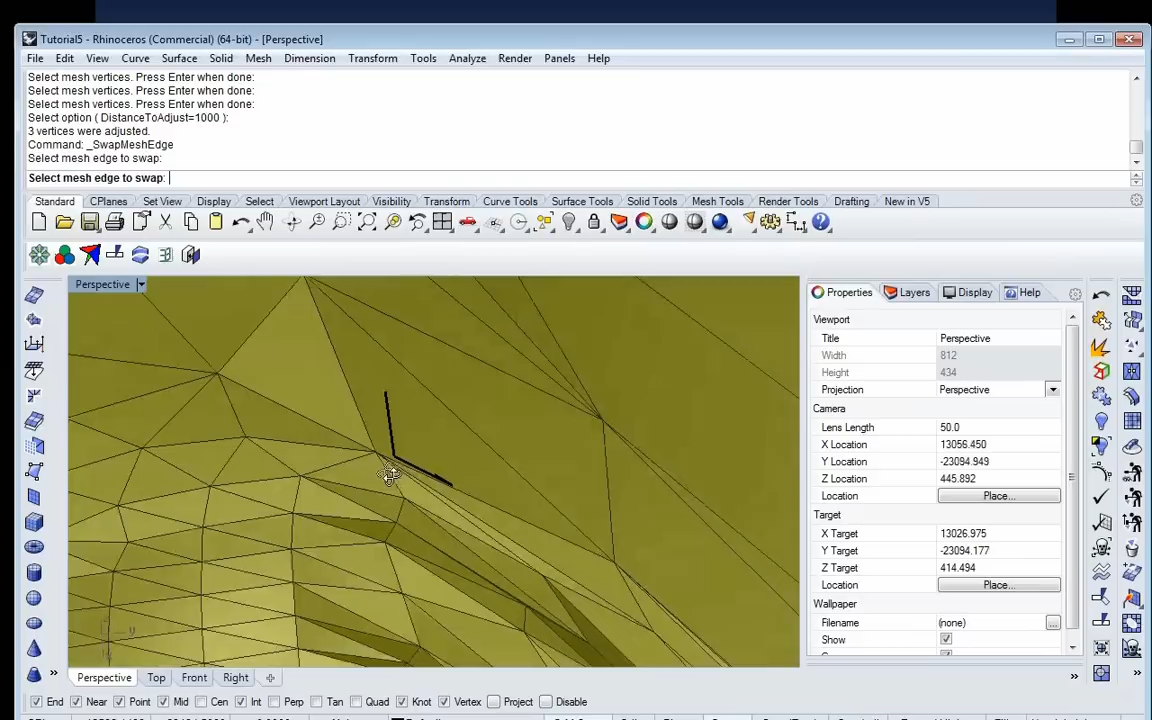 Tutorial5 - Rhinoceros (Commercial) (64-bit) - [Perspective]
File Edit View Curve Surface Solid Mesh Dimension Transform Tools Analyze Render Panels Help
Select mesh vertices. Press Enter when done:
Select mesh vertices. Press Enter when done:
Select mesh vertices. Press Enter when done:
Select option ( DistanceToAdjust=1000 ):
3 vertices were adjusted.
Command: _SwapMeshEdge
Select mesh edge to swap:
Select mesh edge to swap:
Standard CPlanes Set View Display Select Viewport Layout Visibility Transform Curve Tools Surface Tools Solid Tools Mesh Tools Render Tools Drafting New in V5
Perspective
Properties Layers Display Help
Viewport
Title Perspective
Width 812
Height 434
Projection Perspective
Camera
Lens Length 50.0
X Location 13056.450
Y Location -23094.949
Z Location 445.892
Location Place...
Target
X Target 13026.975
Y Target -23094.177
Z Target 414.494
Location Place...
Wallpaper
Filename (none) ...
Show
Perspective Top Front Right
End Near Point Mid Cen Int Perp Tan Quad Knot Vertex Project Disable